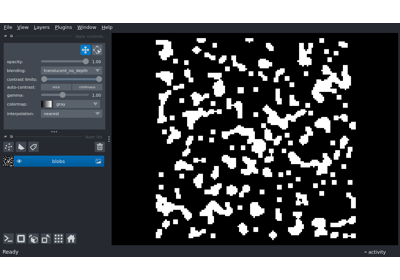 File View Layers Plugins Window Help
opacity: 1.00
blending: translucent_no_depth
contrast limits:
auto-contrast: once continuous
gamma: 1.00
colormap: gray
interpolation: nearest
blobs
Ready
activity